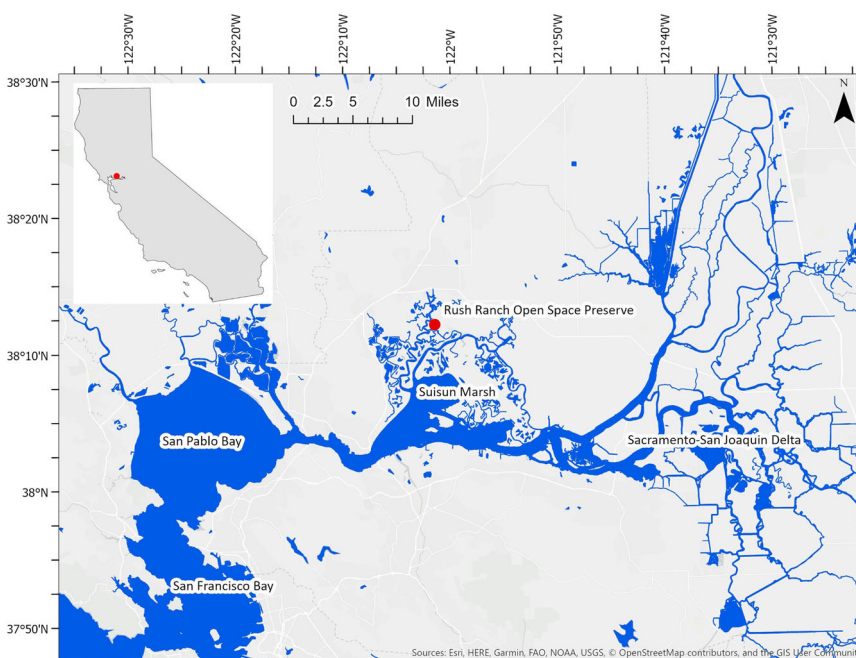 122°30'W
122°20'W
122°10'W
122°W
121°50'W
121°40'W
121°30'W
38°30'N
38°20'N
38°10'N
38°N
37°50'N
0 2.5 5 10 Miles
N
Rush Ranch Open Space Preserve
Suisun Marsh
San Pablo Bay
Sacramento-San Joaquin Delta
San Francisco Bay
Sources: Esri, HERE, Garmin, FAO, NOAA, USGS, © OpenStreetMap contributors, and the GIS User Communit